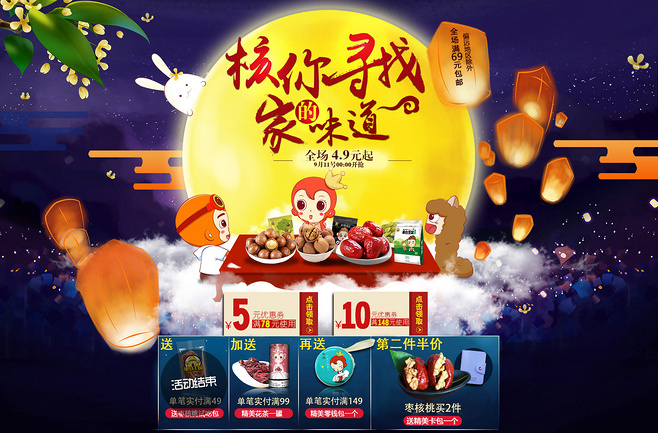 核你寻找
家的味道
全场 4.9元起
9月11号00:00开抢
偏远地区除外
全场满69元包邮
¥5
元优惠券
满78元使用
点击领取
¥10
元优惠券
满148元使用
点击领取
送
活动结束
单笔实付满49
加送
单笔实付满99
精美花茶一罐
再送
单笔实付满149
精美零钱包一个
第二件半价
枣核桃买2件
送精美卡包一个